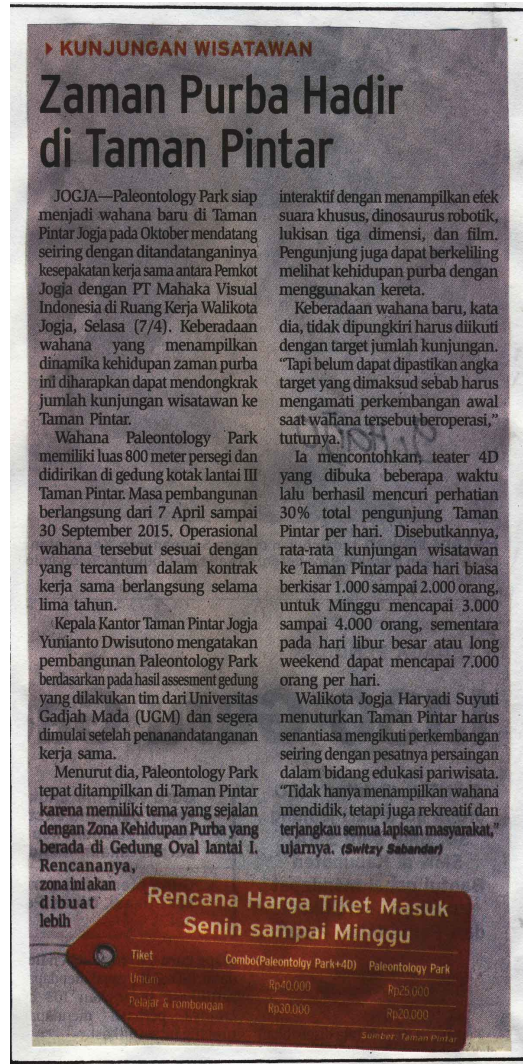 KUNJUNGAN WISATAWAN
Zaman Purba Hadir
di Taman Pintar
JOGJA—Paleontology Park siap
menjadi wahana baru di Taman
Pintar Jogja pada Oktober mendatang
seiring dengan ditandatanganinya
kesepakatan kerja sama antara Pemkot
Jogja dengan PT Mahaka Visual
Indonesia di Ruang Kerja Walikota
Jogja, Selasa (7/4). Keberadaan
wahana yang menampilkan
dinamika kehidupan zaman purba
ini diharapkan dapat mendongkrak
jumlah kunjungan wisatawan ke
Taman Pintar.
Wahana Paleontology Park
memiliki luas 800 meter persegi dan
didirikan di gedung kotak lantai III
Taman Pintar. Masa pembangunan
berlangsung dari 7 April sampai
30 September 2015. Operasional
wahana tersebut sesuai dengan
yang tercantum dalam kontrak
kerja sama berlangsung selama
lima tahun.
Kepala Kantor Taman Pintar Jogja
Yunianto Dwisutono mengatakan
pembangunan Paleontology Park
berdasarkan pada hasil assesment gedung
yang dilakukan tim dari Universitas
Gadjah Mada (UGM) dan segera
dimulai setelah penanandatanganan
kerja sama.
Menurut dia, Paleontology Park
tepat ditampilkan di Taman Pintar
karena memiliki tema yang sejalan
dengan Zona Kehidupan Purba yang
berada di Gedung Oval lantai I.
Rencananya,
zona ini akan
dibuat
lebih
interaktif dengan menampilkan efek
suara khusus, dinosaurus robotik,
lukisan tiga dimensi, dan film.
Pengunjung juga dapat berkeliling
melihat kehidupan purba dengan
menggunakan kereta.
Keberadaan wahana baru, kata
dia, tidak dipungkiri harus diikuti
dengan target jumlah kunjungan.
“Tapi belum dapat dipastikan angka
target yang dimaksud sebab harus
mengamati perkembangan awal
saat wahana tersebut beroperasi,”
tuturnya.
Ia mencontohkan, teater 4D
yang dibuka beberapa waktu
lalu berhasil mencuri perhatian
30% total pengunjung Taman
Pintar per hari. Disebutkannya,
rata-rata kunjungan wisatawan
ke Taman Pintar pada hari biasa
berkisar 1.000 sampai 2.000 orang,
untuk Minggu mencapai 3.000
sampai 4.000 orang, sementara
pada hari libur besar atau long
weekend dapat mencapai 7.000
orang per hari.
Walikota Jogja Haryadi Suyuti
menuturkan Taman Pintar harus
senantiasa mengikuti perkembangan
seiring dengan pesatnya persaingan
dalam bidang edukasi pariwisata.
“Tidak hanya menampilkan wahana
mendidik, tetapi juga rekreatif dan
terjangkau semua lapisan masyarakat,”
ujarnya. (Switzy Sabandar)
Rencana Harga Tiket Masuk
Senin sampai Minggu
Tiket Combo(Paleontolgy Park+4D) Paleontology Park
Umum Rp40.000 Rp25.000
Pelajar & rombongan Rp30.000 Rp20.000
Sumber: Taman Pintar